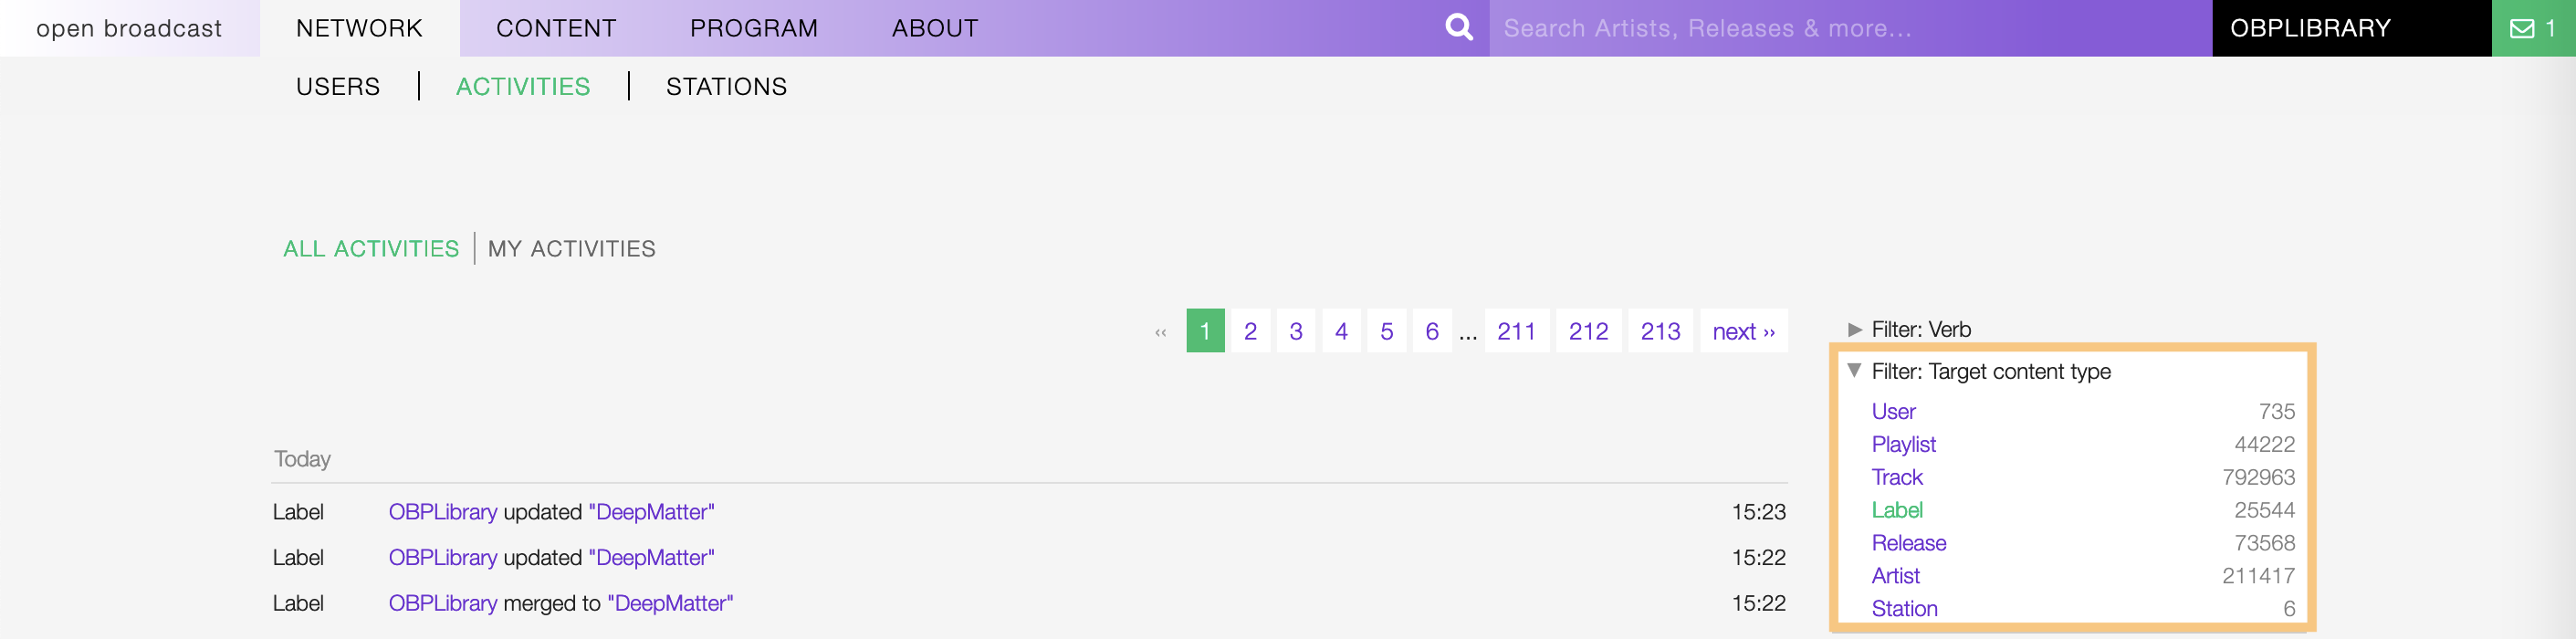 open broadcast NETWORK CONTENT PROGRAM ABOUT Search Artists, Releases & more... OBPLIBRARY 1
USERS | ACTIVITIES | STATIONS
ALL ACTIVITIES | MY ACTIVITIES
‹‹ 1 2 3 4 5 6 ... 211 212 213 next ››
Filter: Verb
Filter: Target content type
User 735
Playlist 44222
Track 792963
Label 25544
Release 73568
Artist 211417
Station 6
Today
Label OBPLibrary updated "DeepMatter" 15:23
Label OBPLibrary updated "DeepMatter" 15:22
Label OBPLibrary merged to "DeepMatter" 15:22